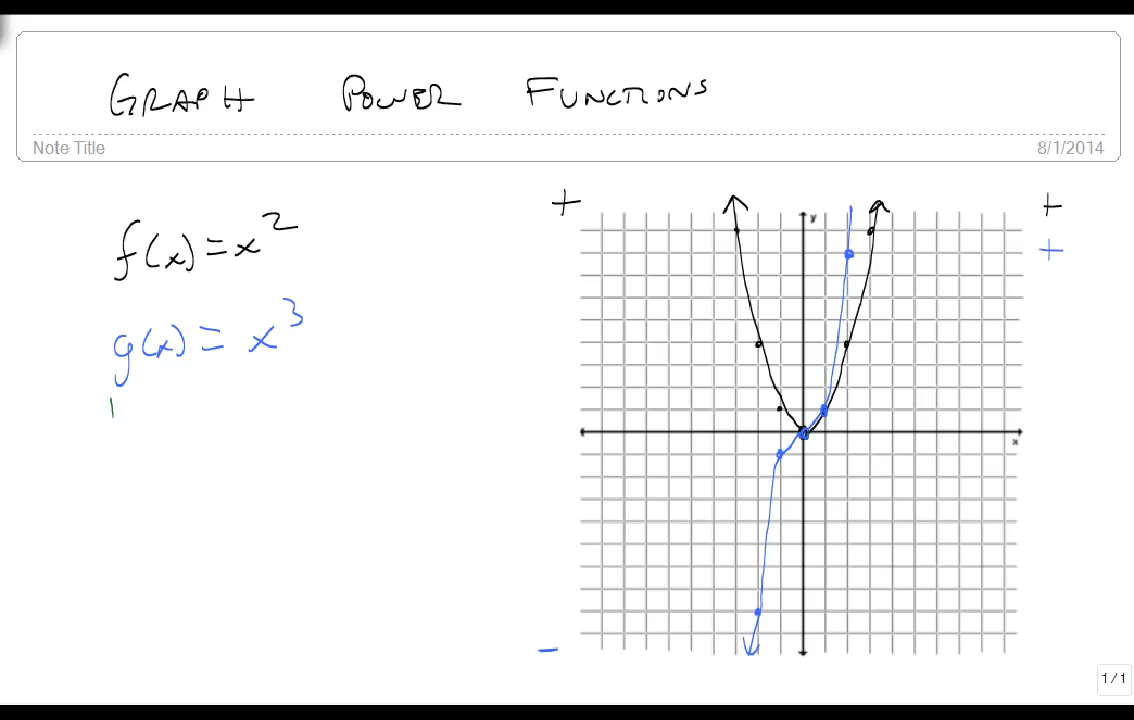 GRAPH POWER FUNCTIONS
Note Title
8/1/2014
f(x)=x²
g(x)=x³
+
+
+
y
x
-
1/1